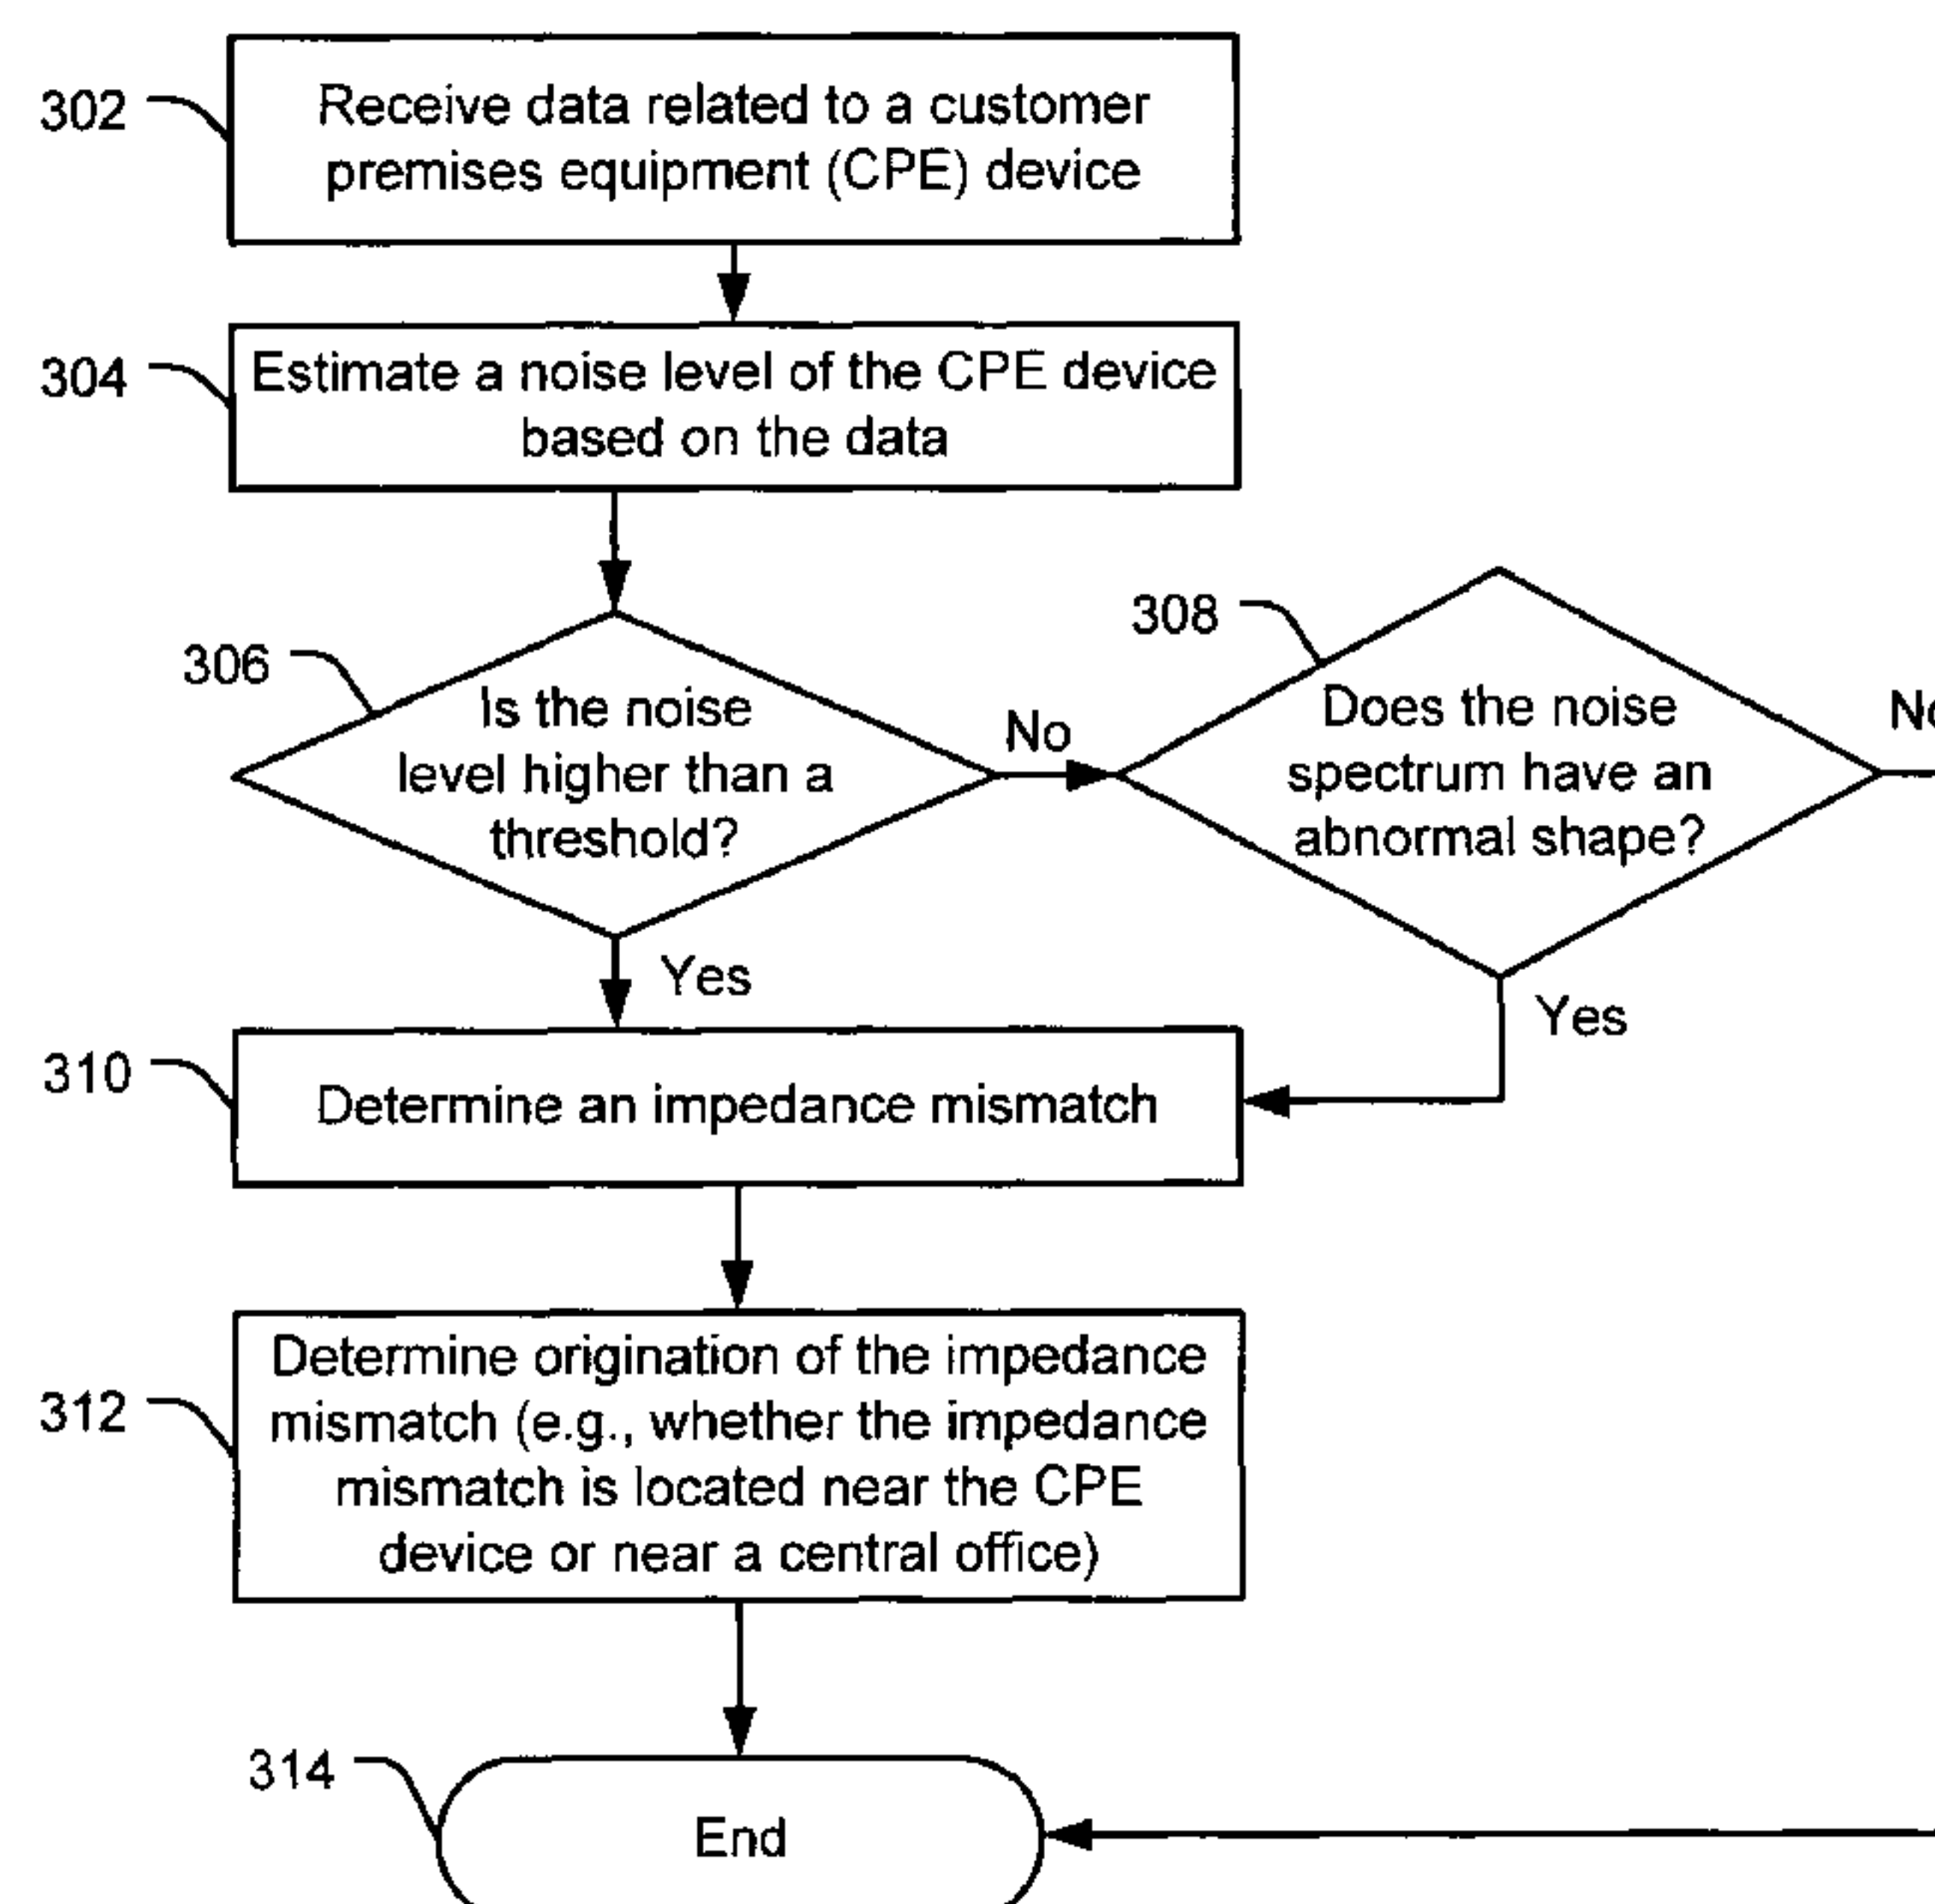 302
Receive data related to a customer
premises equipment (CPE) device
304
Estimate a noise level of the CPE device
based on the data
306
Is the noise
level higher than a
threshold?
No
308
Does the noise
spectrum have an
abnormal shape?
No
Yes
Yes
310
Determine an impedance mismatch
312
Determine origination of the impedance
mismatch (e.g., whether the impedance
mismatch is located near the CPE
device or near a central office)
314
End